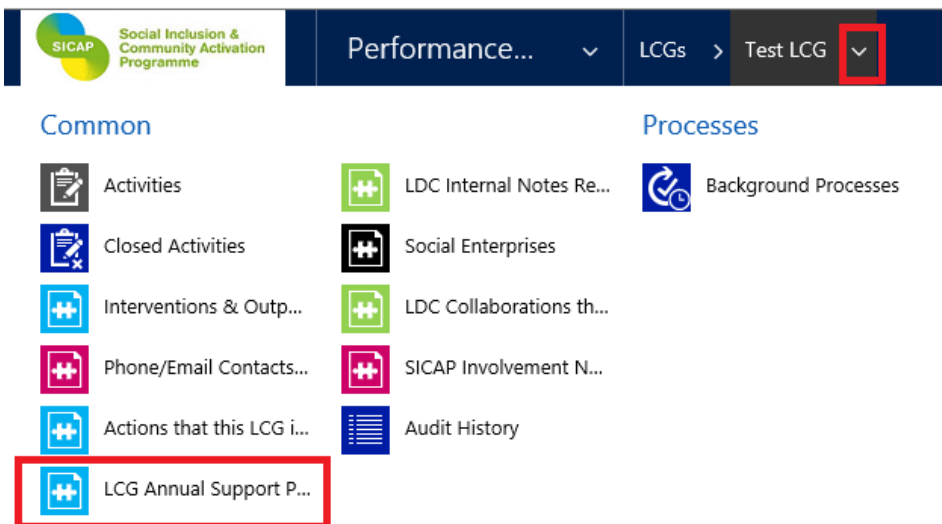 SICAP
Social Inclusion &
Community Activation
Programme
Performance...
LCGs > Test LCG
Common
Processes
Activities
LDC Internal Notes Re...
Background Processes
Closed Activities
Social Enterprises
Interventions & Outp...
LDC Collaborations th...
Phone/Email Contacts...
SICAP Involvement N...
Actions that this LCG i...
Audit History
LCG Annual Support P...